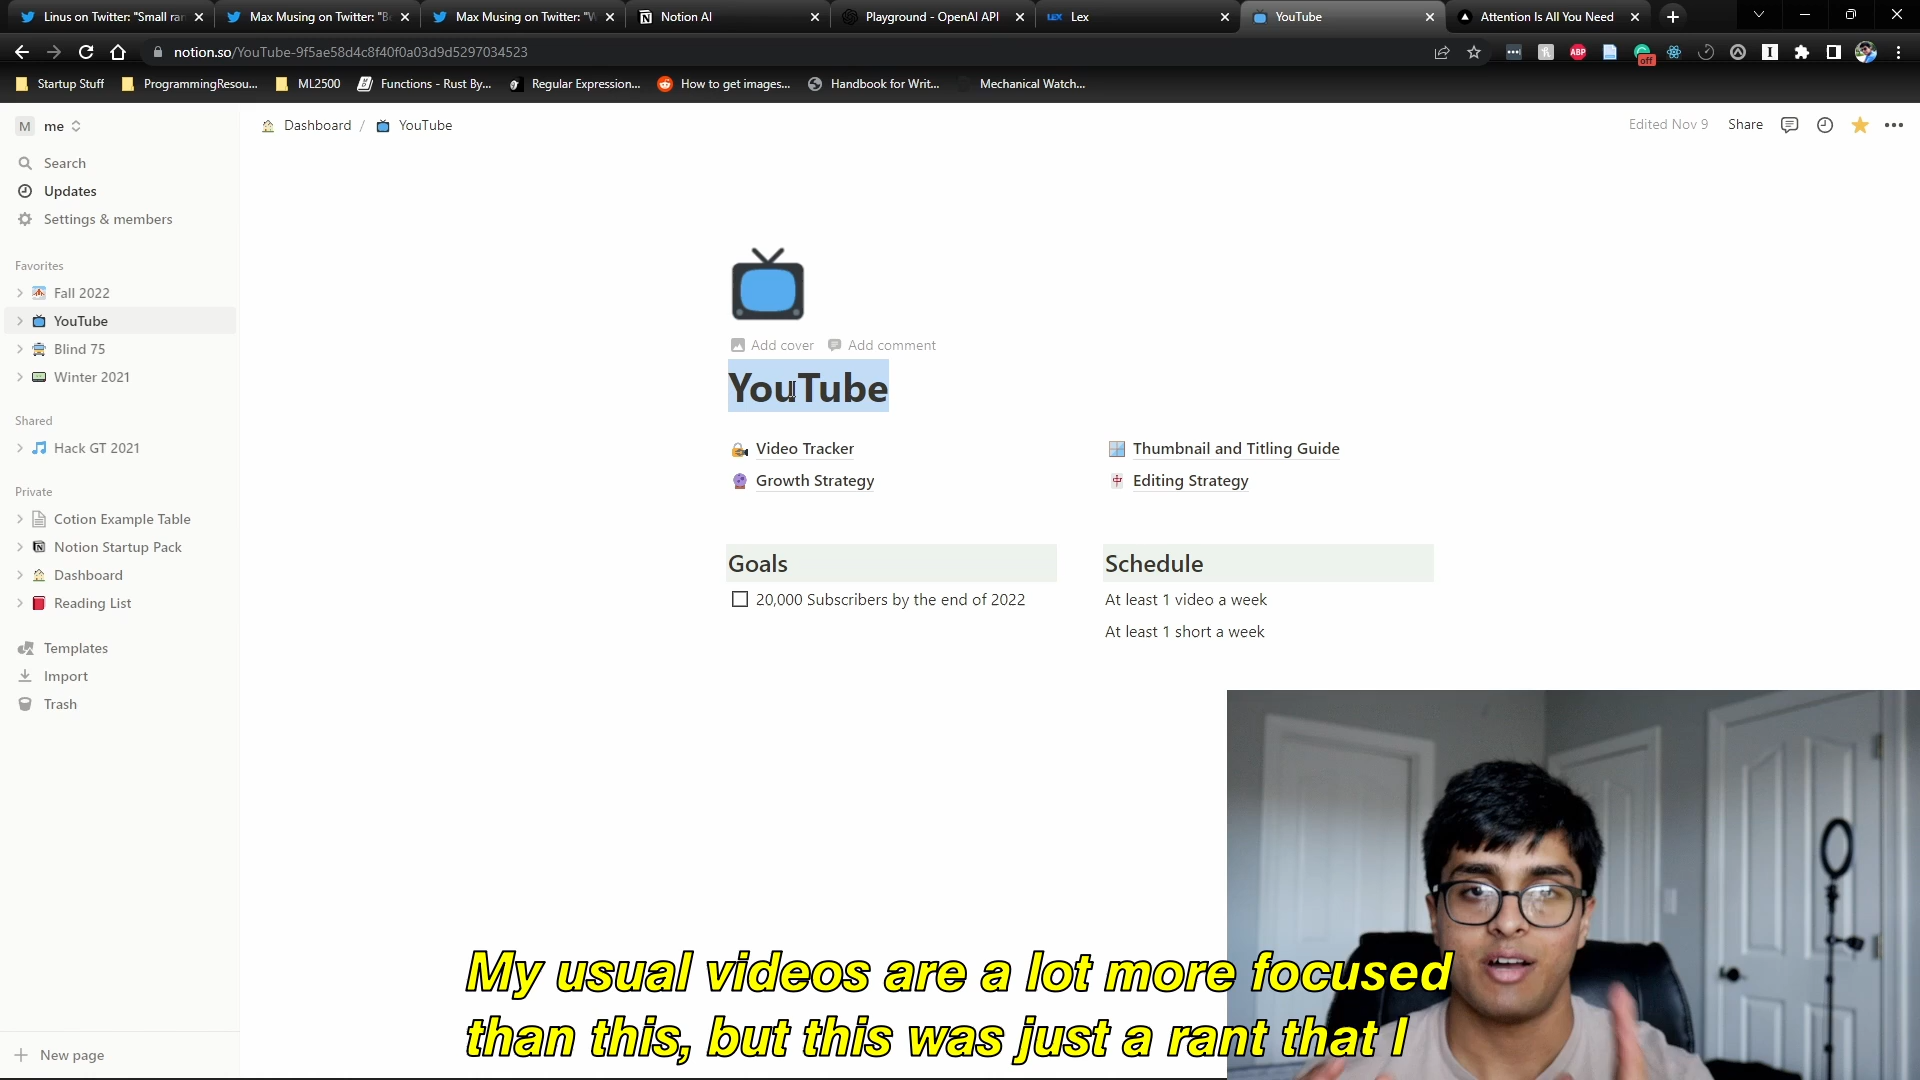 Linus on Twitter: "Small ra
Max Musing on Twitter: "B
Max Musing on Twitter: "W
Notion AI
Playground - OpenAI API
Lex
YouTube
Attention Is All You Need
notion.so/YouTube-9f5ae58d4c8f40f0a03d9d5297034523
ABP
off
Startup Stuff
ProgrammingResou...
ML2500
Functions - Rust By...
Regular Expression...
How to get images...
Handbook for Writ...
Mechanical Watch...
M me
Dashboard / YouTube
Edited Nov 9
Share
Search
Updates
Settings & members
Favorites
Fall 2022
YouTube
Blind 75
Winter 2021
Shared
Hack GT 2021
Private
Cotion Example Table
Notion Startup Pack
Dashboard
Reading List
Templates
Import
Trash
New page
Add cover
Add comment
YouTube
Video Tracker
Growth Strategy
Thumbnail and Titling Guide
Editing Strategy
Goals
20,000 Subscribers by the end of 2022
Schedule
At least 1 video a week
At least 1 short a week
My usual videos are a lot more focused
than this, but this was just a rant that I